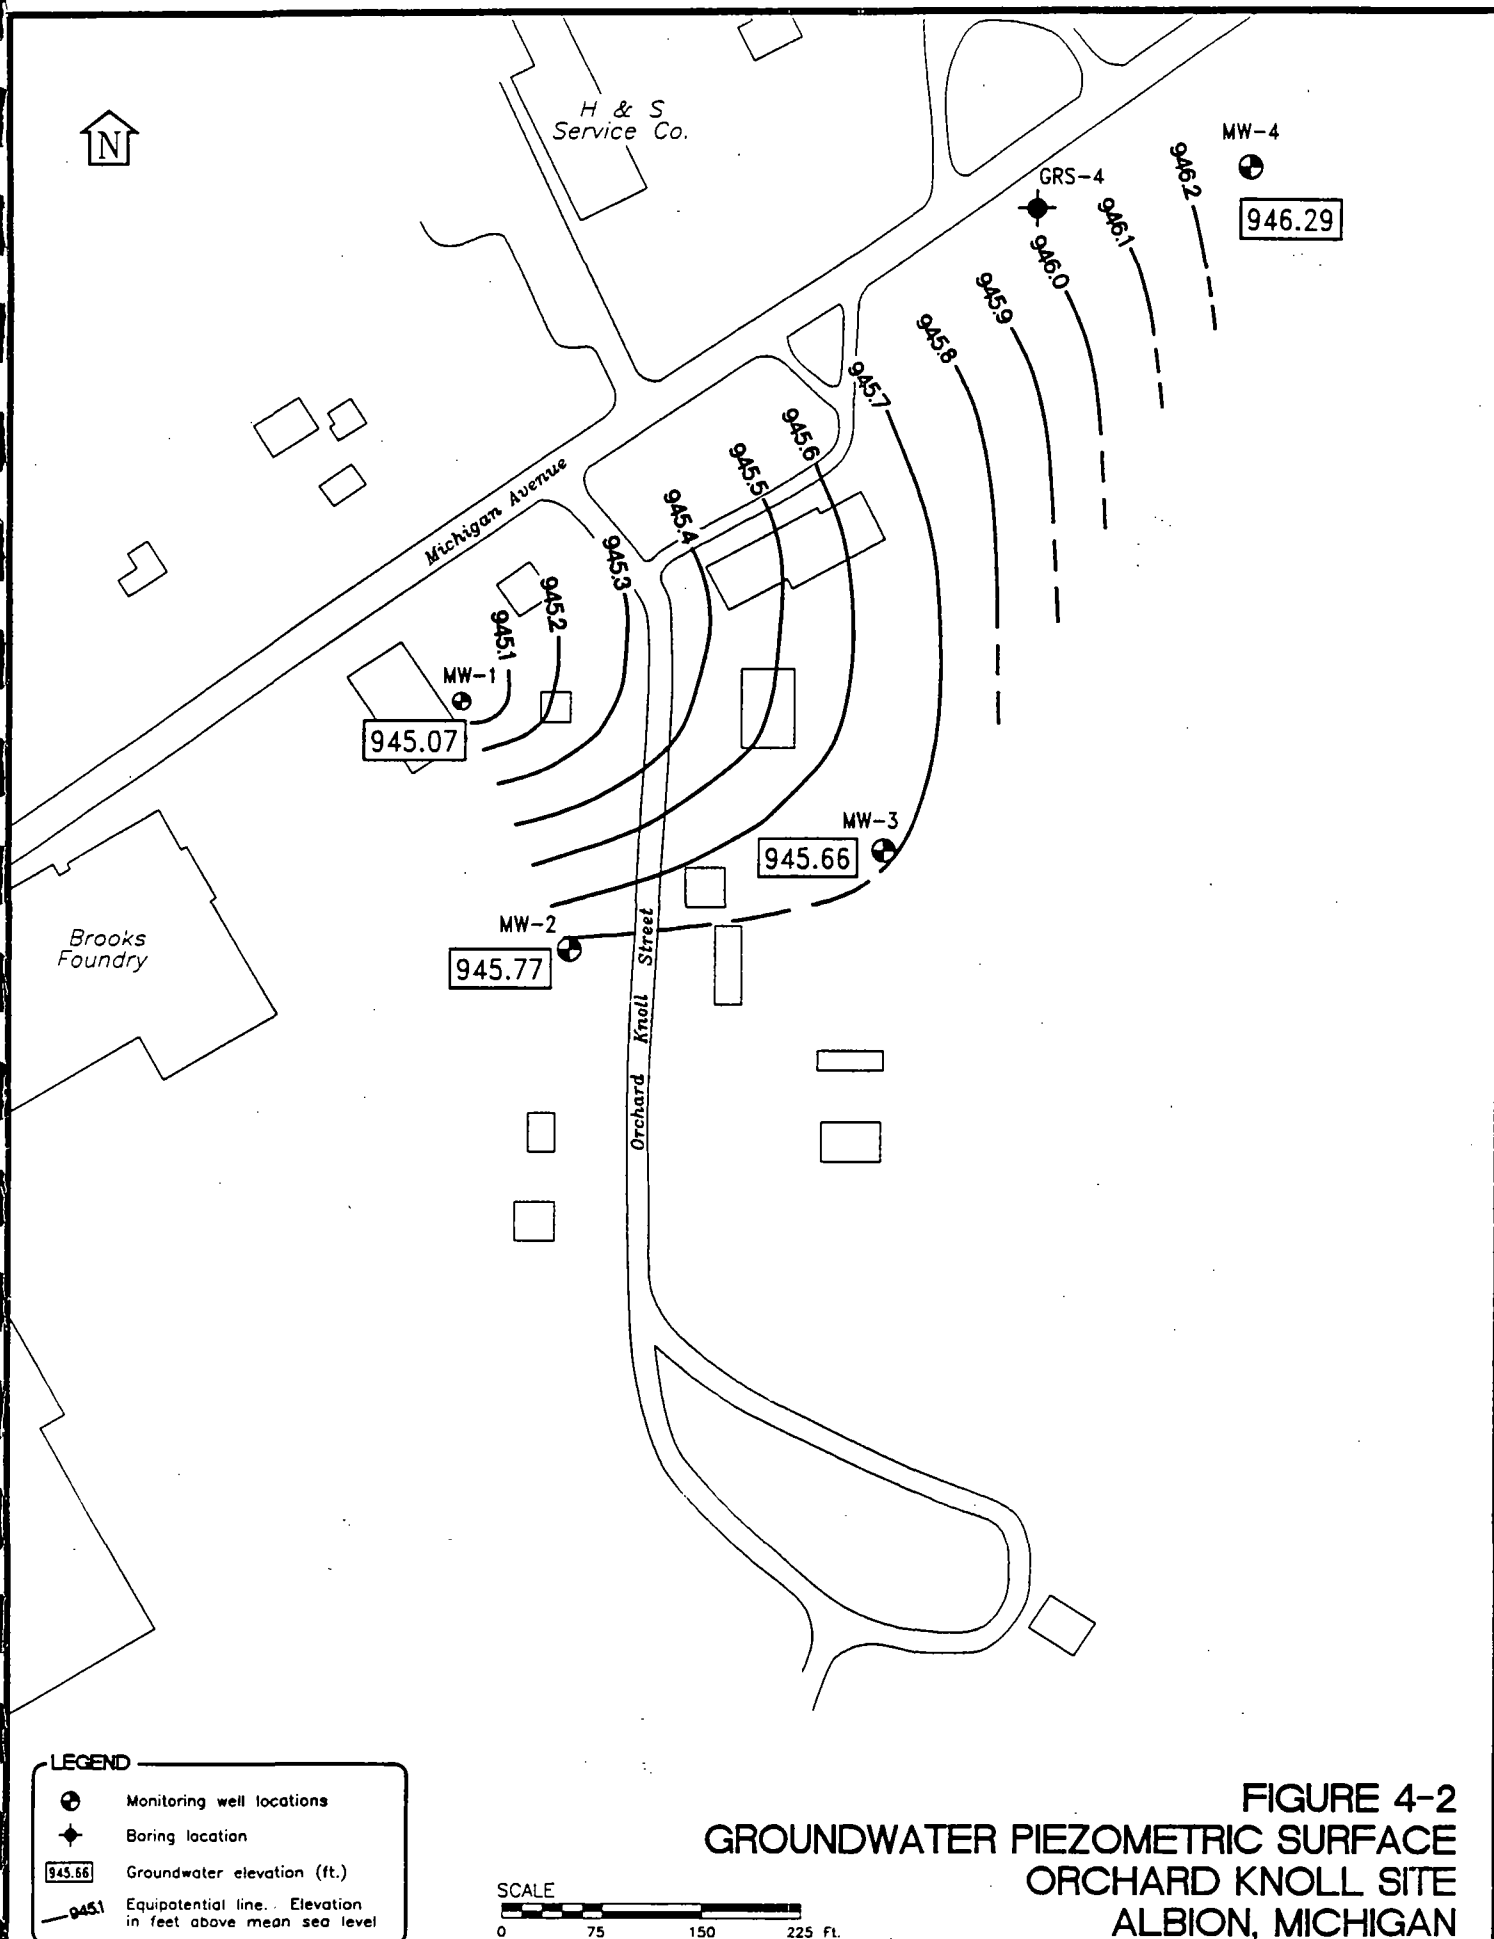 H & S
Service Co.
N
MW-4
946.29
946.2
GRS-4
946.1
946.0
945.9
945.8
945.7
945.6
945.5
945.4
945.3
945.2
945.1
Michigan Avenue
MW-1
945.07
MW-3
945.66
MW-2
945.77
Brooks
Foundry
Orchard Knoll Street
LEGEND
Monitoring well locations
Boring location
945.66 Groundwater elevation (ft.)
945.1 Equipotential line. Elevation
in feet above mean sea level
SCALE
0 75 150 225 Ft.
FIGURE 4-2
GROUNDWATER PIEZOMETRIC SURFACE
ORCHARD KNOLL SITE
ALBION, MICHIGAN